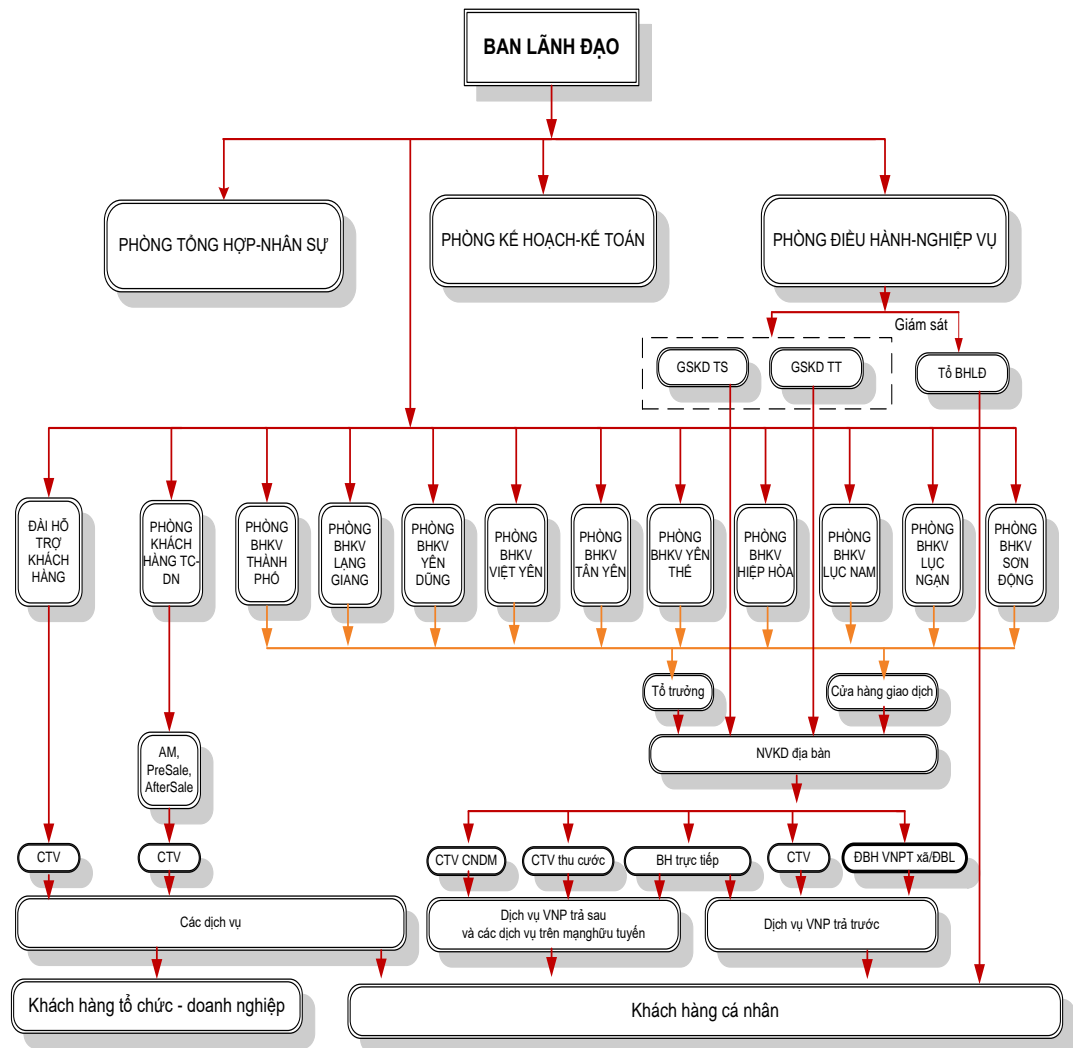 BAN LÃNH ĐẠO
PHÒNG TỔNG HỢP-NHÂN SỰ
PHÒNG KẾ HOẠCH-KẾ TOÁN
PHÒNG ĐIỀU HÀNH-NGHIỆP VỤ
Giám sát
GSKD TS
GSKD TT
Tổ BHLĐ
ĐÀI HỖ
TRỢ
KHÁCH
HÀNG
PHÒNG
KHÁCH
HÀNG TC-
DN
PHÒNG
BHKV
THÀNH
PHỐ
PHÒNG
BHKV
LẠNG
GIANG
PHÒNG
BHKV
YÊN
DŨNG
PHÒNG
BHKV
VIỆT YÊN
PHÒNG
BHKV
TÂN YÊN
PHÒNG
BHKV YÊN
THẾ
PHÒNG
BHKV
HIỆP HÒA
PHÒNG
BHKV
LỤC NAM
PHÒNG
BHKV
LỤC
NGẠN
PHÒNG
BHKV
SƠN
ĐỘNG
Tổ trưởng
Cửa hàng giao dịch
NVKD địa bàn
AM,
PreSale,
AfterSale
CTV
CTV
CTV CNDM
CTV thu cước
BH trực tiếp
CTV
ĐBH VNPT xã/ĐBL
Các dịch vụ
Dịch vụ VNP trả sau
và các dịch vụ trên mạnghữu tuyến
Dịch vụ VNP trả trước
Khách hàng tổ chức - doanh nghiệp
Khách hàng cá nhân